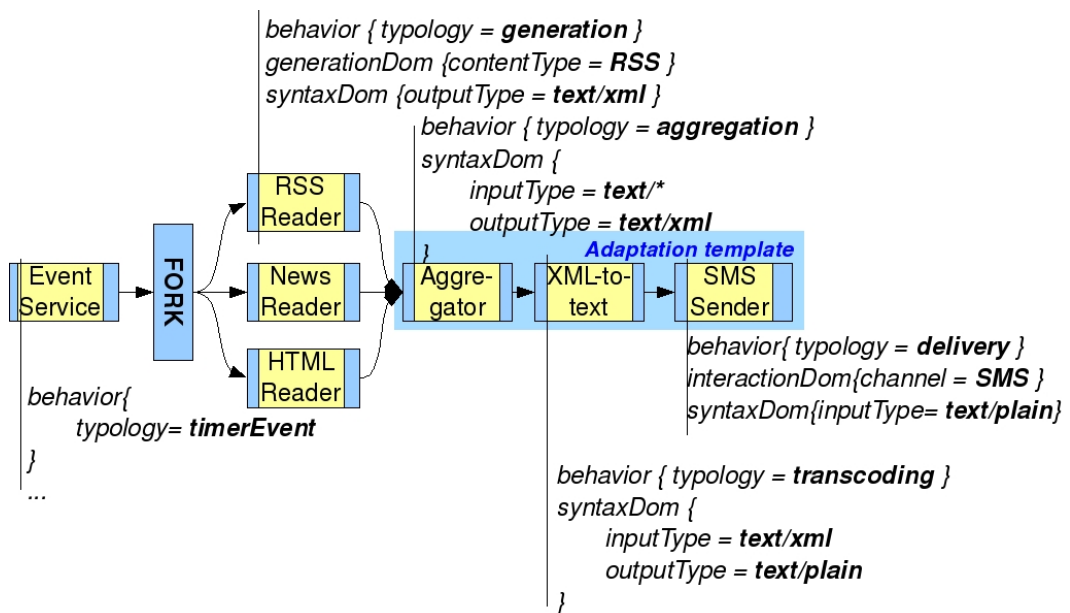 behavior { typology = generation }
generationDom {contentType = RSS }
syntaxDom {outputType = text/xml }
behavior { typology = aggregation }
syntaxDom {
inputType = text/*
outputType = text/xml
}
Adaptation template
RSS
Reader
Event
Service
FORK
News
Reader
Aggre-
gator
XML-to-
text
SMS
Sender
HTML
Reader
behavior{
typology= timerEvent
}
...
behavior{ typology = delivery }
interactionDom{channel = SMS }
syntaxDom{inputType= text/plain}
behavior { typology = transcoding }
syntaxDom {
inputType = text/xml
outputType = text/plain
}